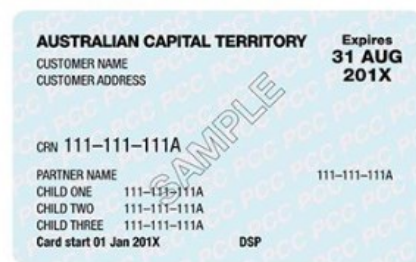 AUSTRALIAN CAPITAL TERRITORY
Expires
31 AUG
201X
CUSTOMER NAME
CUSTOMER ADDRESS
SAMPLE
CRN 111–111–111A
PARTNER NAME 111–111–111A
CHILD ONE 111–111–111A
CHILD TWO 111–111–111A
CHILD THREE 111–111–111A
Card start 01 Jan 201X DSP